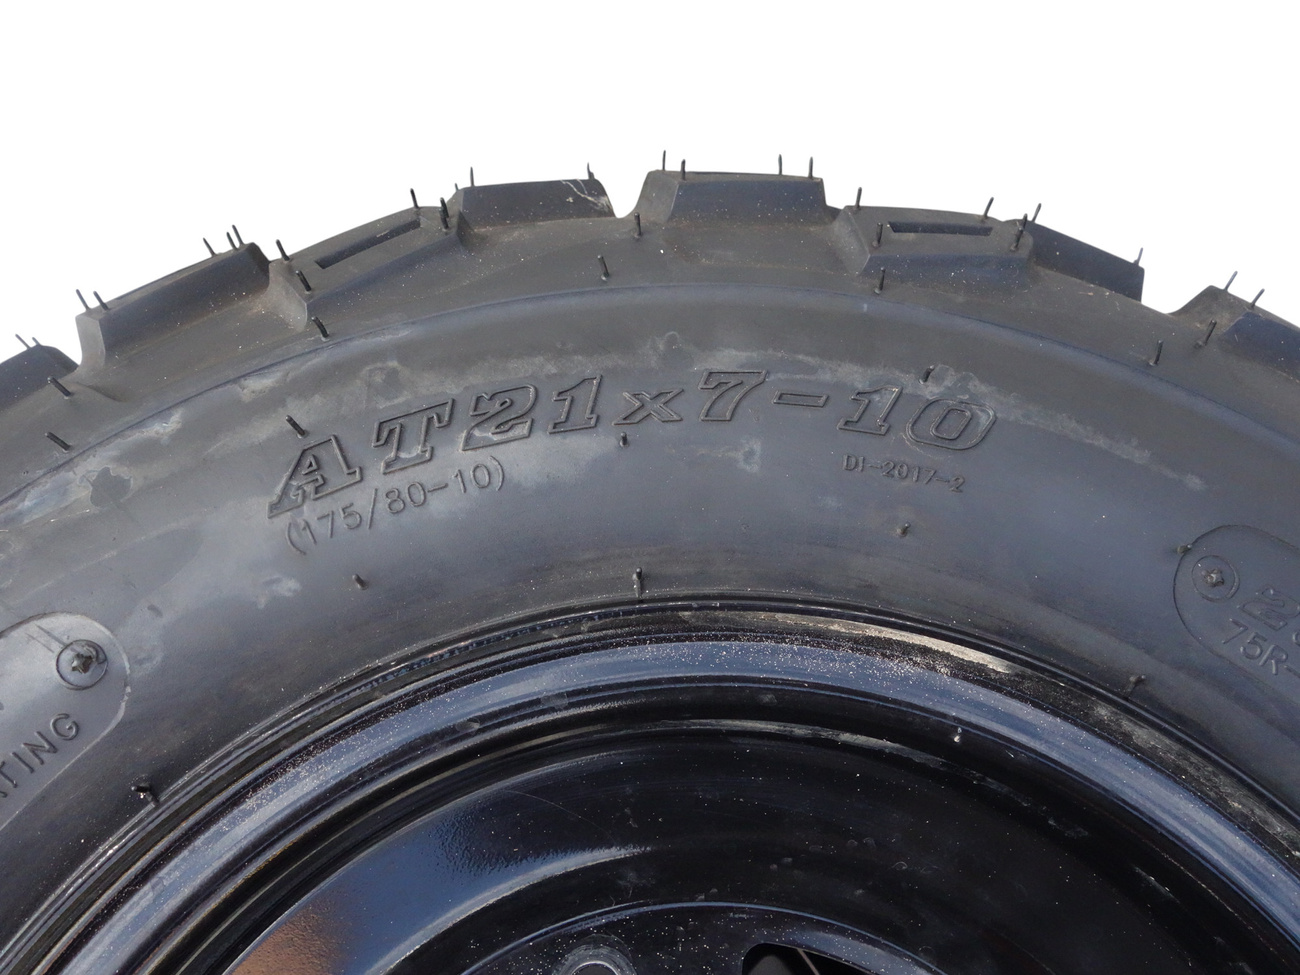 AT21x7-10
(175/80-10)
DI-2017-2
75R-
TING